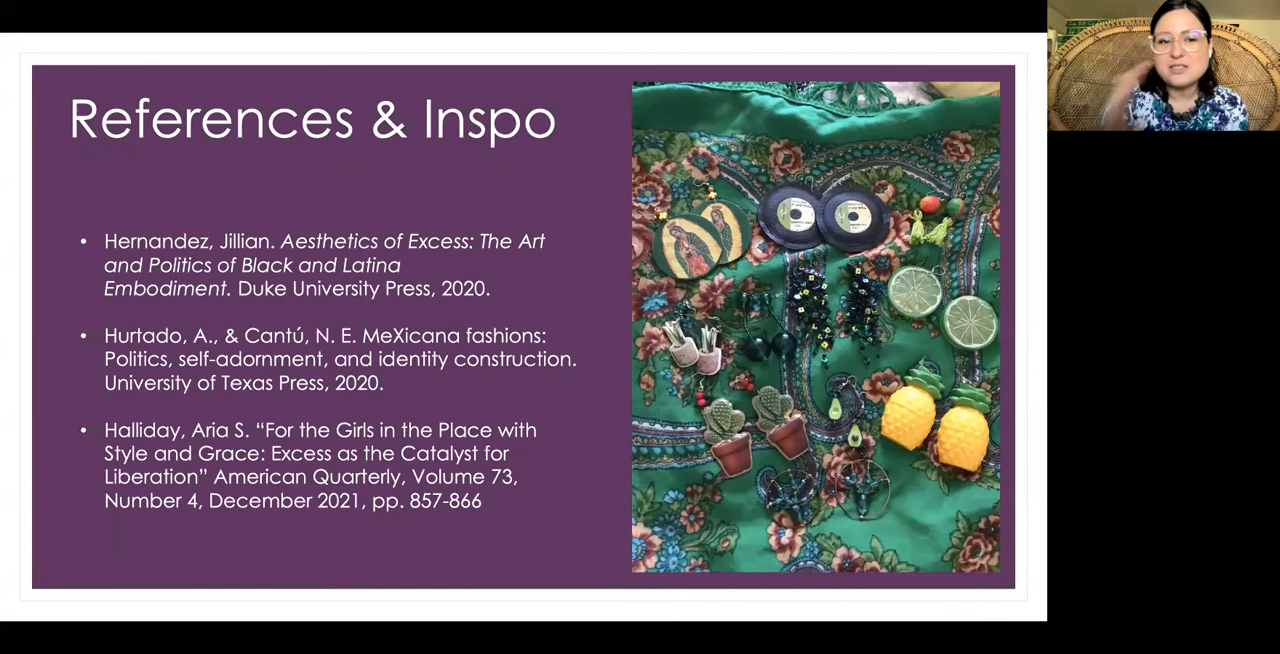 References & Inspo
• Hernandez, Jillian. Aesthetics of Excess: The Art
and Politics of Black and Latina
Embodiment. Duke University Press, 2020.
• Hurtado, A., & Cantú, N. E. MeXicana fashions:
Politics, self-adornment, and identity construction.
University of Texas Press, 2020.
• Halliday, Aria S. “For the Girls in the Place with
Style and Grace: Excess as the Catalyst for
Liberation” American Quarterly, Volume 73,
Number 4, December 2021, pp. 857-866